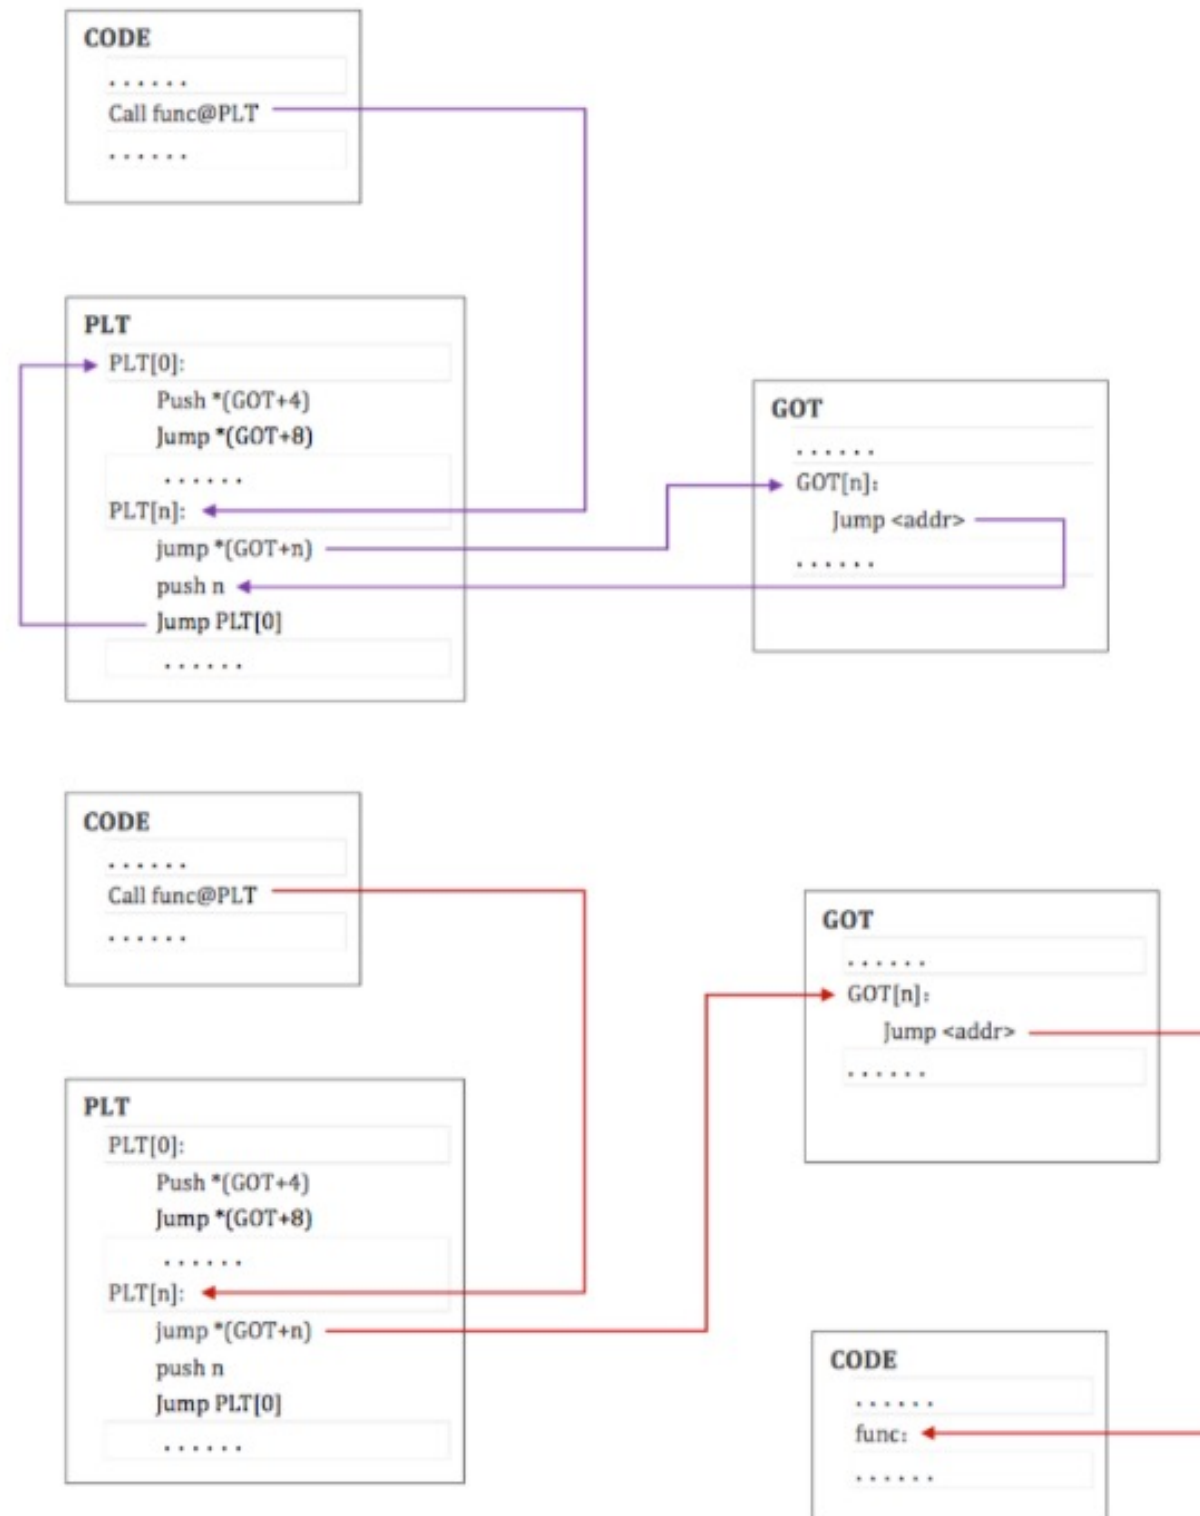 CODE
......
Call func@PLT
......
PLT
PLT[0]:
Push *(GOT+4)
Jump *(GOT+8)
......
PLT[n]:
jump *(GOT+n)
push n
Jump PLT[0]
......
GOT
......
GOT[n]:
Jump <addr>
......
CODE
......
Call func@PLT
......
PLT
PLT[0]:
Push *(GOT+4)
Jump *(GOT+8)
......
PLT[n]:
jump *(GOT+n)
push n
Jump PLT[0]
......
GOT
......
GOT[n]:
Jump <addr>
......
CODE
......
func:
......